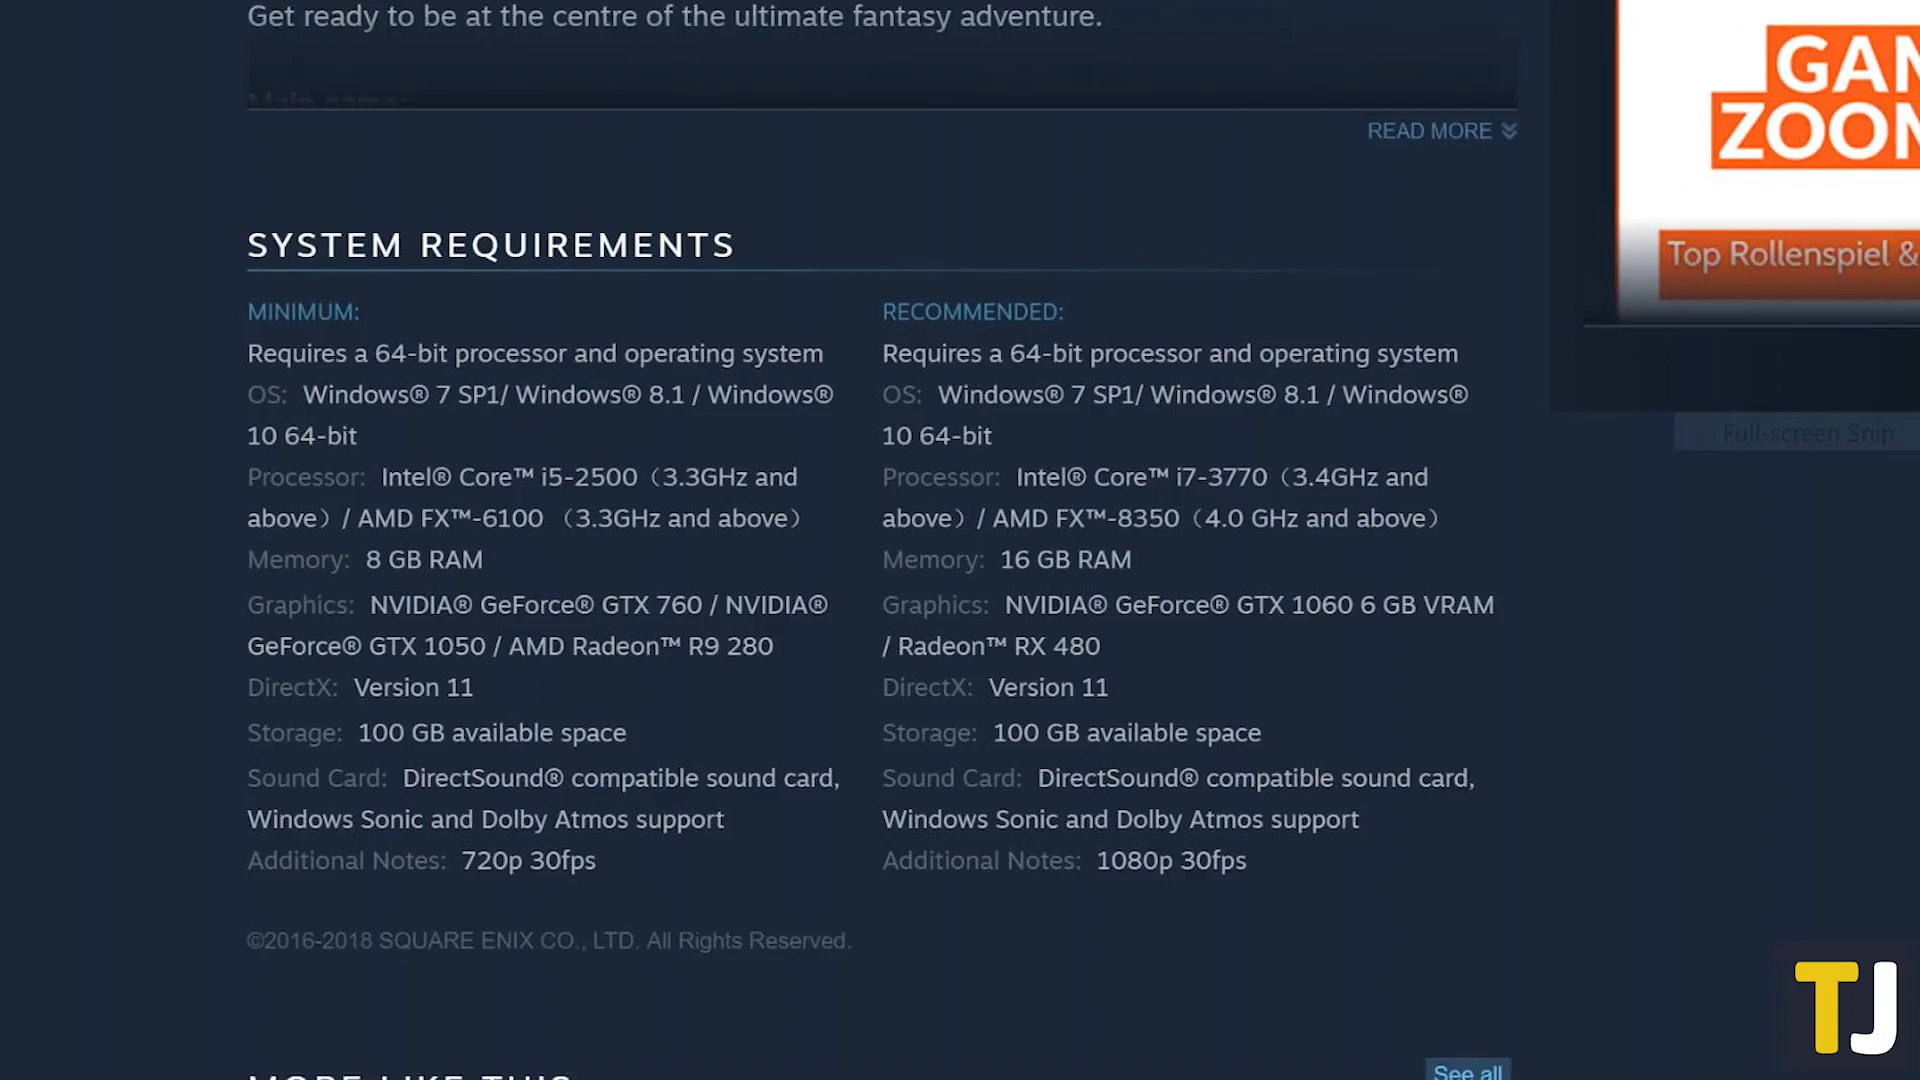 Get ready to be at the centre of the ultimate fantasy adventure.
Main game:
READ MORE
GAM
ZOOM
Top Rollenspiel &
SYSTEM REQUIREMENTS
MINIMUM:
Requires a 64-bit processor and operating system
OS: Windows® 7 SP1/ Windows® 8.1 / Windows®
10 64-bit
Processor: Intel® Core™ i5-2500（3.3GHz and
above）/ AMD FX™-6100 （3.3GHz and above）
Memory: 8 GB RAM
Graphics: NVIDIA® GeForce® GTX 760 / NVIDIA®
GeForce® GTX 1050 / AMD Radeon™ R9 280
DirectX: Version 11
Storage: 100 GB available space
Sound Card: DirectSound® compatible sound card,
Windows Sonic and Dolby Atmos support
Additional Notes: 720p 30fps
RECOMMENDED:
Requires a 64-bit processor and operating system
OS: Windows® 7 SP1/ Windows® 8.1 / Windows®
10 64-bit
Processor: Intel® Core™ i7-3770（3.4GHz and
above）/ AMD FX™-8350（4.0 GHz and above）
Memory: 16 GB RAM
Graphics: NVIDIA® GeForce® GTX 1060 6 GB VRAM
/ Radeon™ RX 480
DirectX: Version 11
Storage: 100 GB available space
Sound Card: DirectSound® compatible sound card,
Windows Sonic and Dolby Atmos support
Additional Notes: 1080p 30fps
Full-screen Snip
©2016-2018 SQUARE ENIX CO., LTD. All Rights Reserved.
MORE LIKE THIS
See all
TJ